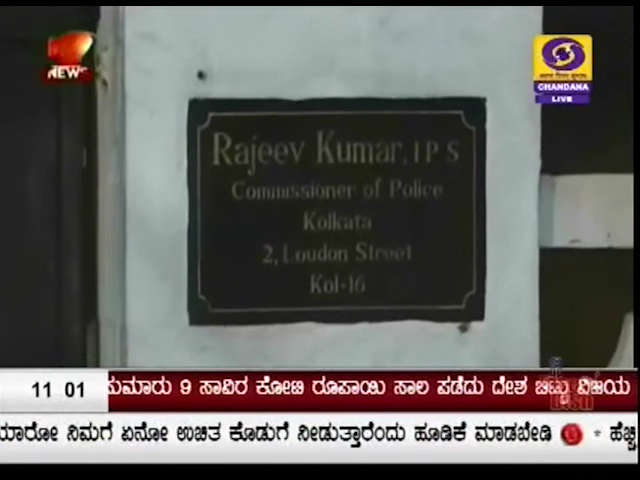 NEWS
CHANDANA
LIVE
Rajeev Kumar, IPS
Commissioner of Police
Kolkata
2, Loudon Street
Kol-16
11 01
ಸುಮಾರು 9 ಸಾವಿರ ಕೋಟಿ ರೂಪಾಯಿ ಸಾಲ ಪಡೆದು ದೇಶ ಬಿಟ್ಟು ವಿಜಯ
ಯಾರೋ ನಿಮಗೆ ಏನೋ ಉಚಿತ ಕೊಡುಗೆ ನೀಡುತ್ತಾರೆಂದು ಹೂಡಿಕೆ ಮಾಡಬೇಡಿ * ಹೆಚ್ಚಿ